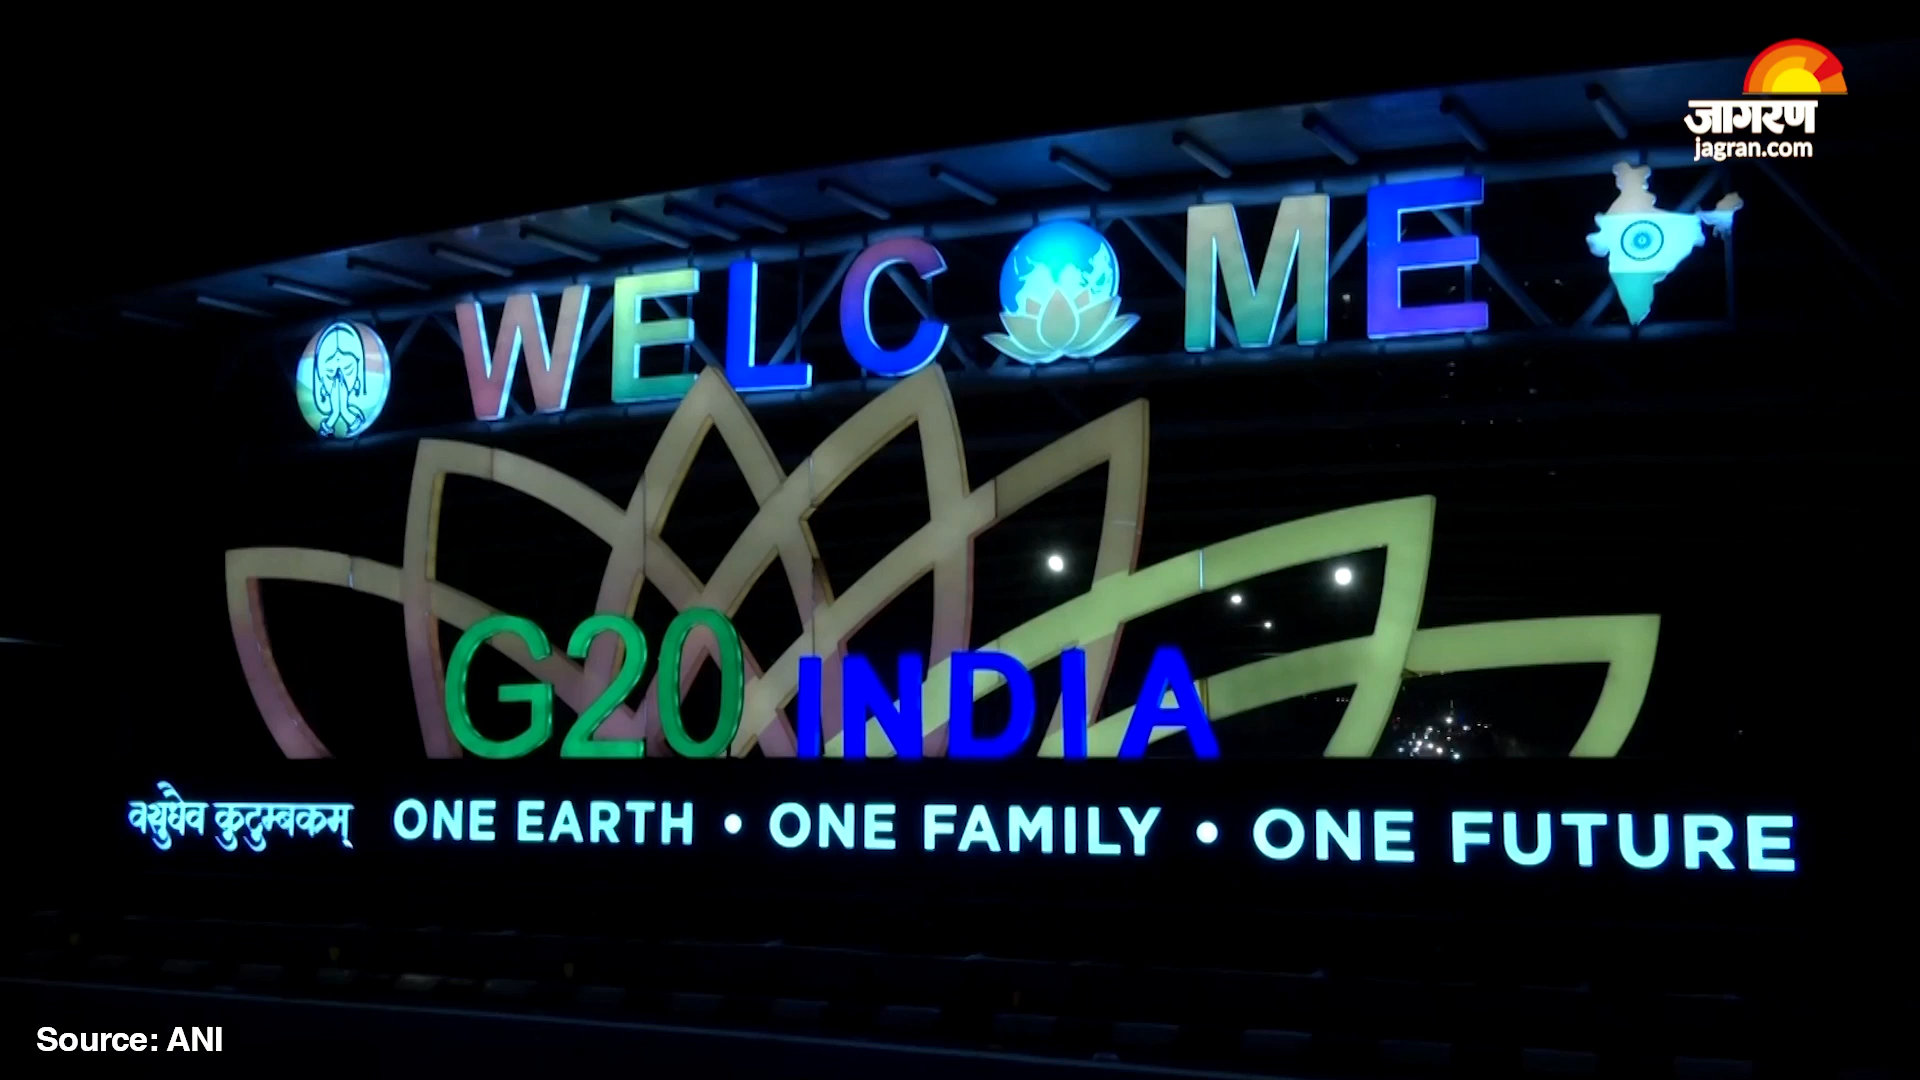 जागरण
jagran.com
WELCOME
G20 INDIA
वसुधैव कुटुम्बकम् ONE EARTH • ONE FAMILY • ONE FUTURE
Source: ANI